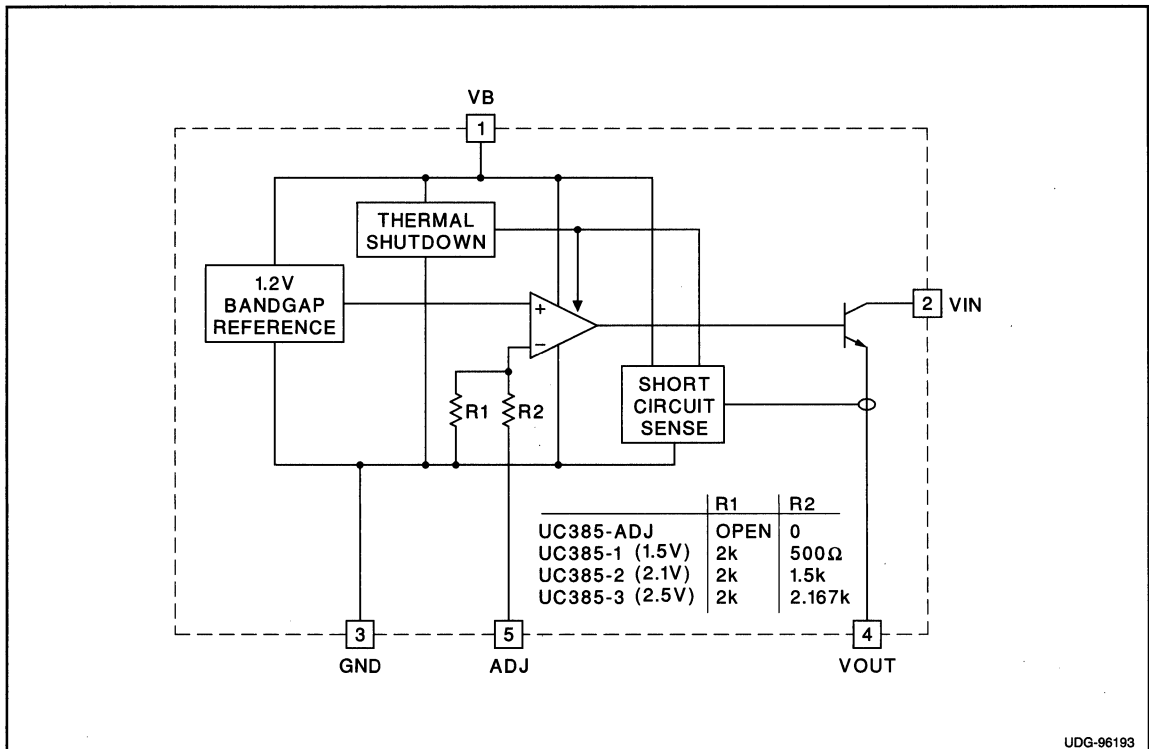 VB
1
THERMAL
SHUTDOWN
1.2V
BANDGAP
REFERENCE
+
−
2 VIN
R1 R2
SHORT
CIRCUIT
SENSE
R1 R2
UC385-ADJ OPEN 0
UC385-1 (1.5V) 2k 500Ω
UC385-2 (2.1V) 2k 1.5k
UC385-3 (2.5V) 2k 2.167k
3 5 4
GND ADJ VOUT
UDG-96193